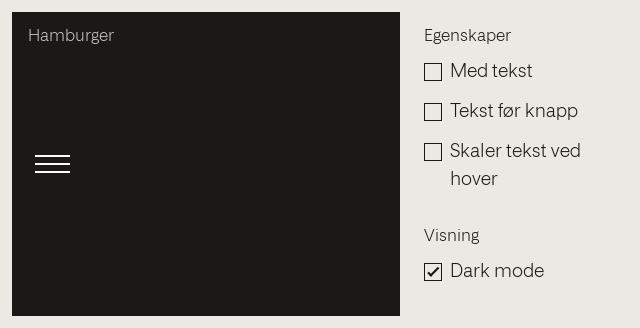 Hamburger
Egenskaper
Med tekst
Tekst før knapp
Skaler tekst ved
hover
Visning
Dark mode